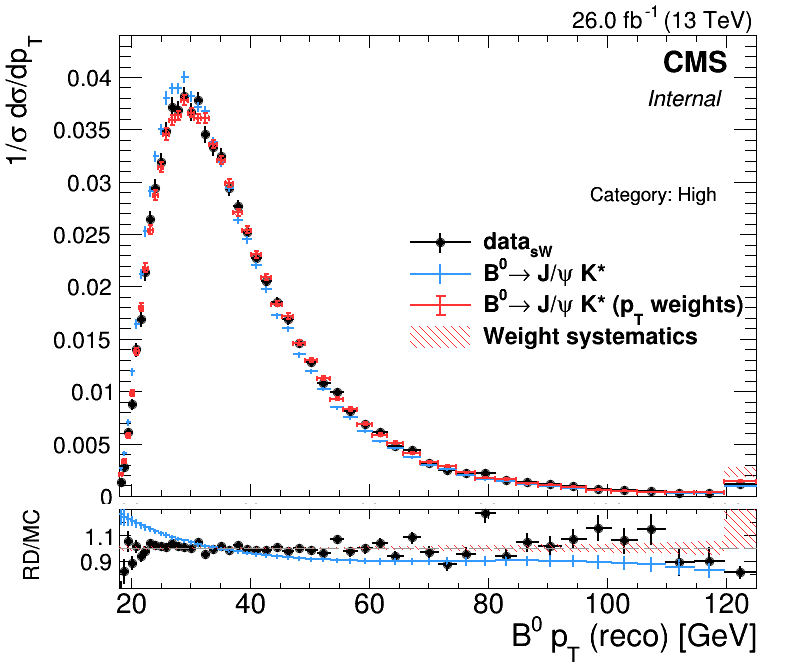 26.0 fb⁻¹ (13 TeV)
1/σ dσ/dp_T
CMS
Internal
Category: High
data_sW
B⁰→ J/ψ K*
B⁰→ J/ψ K* (p_T weights)
Weight systematics
0.04
0.035
0.03
0.025
0.02
0.015
0.01
0.005
0
RD/MC
1.1
0.9
20 40 60 80 100 120
B⁰ p_T (reco) [GeV]